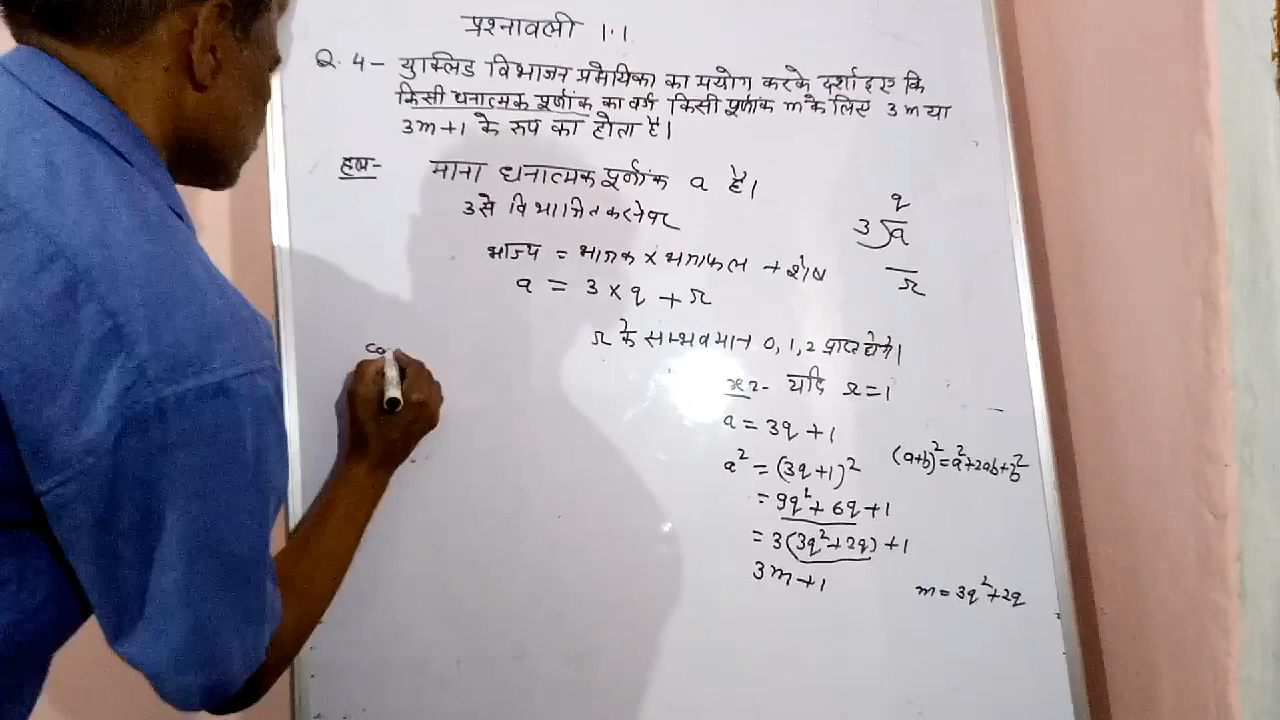 प्रश्नावली 1.1
Q. 4- युक्लिड विभाजन प्रमेयिका का प्रयोग करके दर्शाइए कि
किसी धनात्मक पूर्णांक का वर्ग किसी पूर्णांक m के लिए 3m या
3m+1 के रूप का होता है।
हल- माना धनात्मक पूर्णांक a है।
3 से विभाजित करने पर
भाज्य = भाजक × भागफल + शेष
a = 3 × q + r
q
3 a
r
r के सम्भव मान 0, 1, 2 प्राप्त होंगे।
यदि r = 1
a = 3q + 1
a² = (3q+1)²
(a+b)² = a²+2ab+b²
= 9q² + 6q + 1
= 3(3q²+2q) + 1
3m + 1
m = 3q²+2q